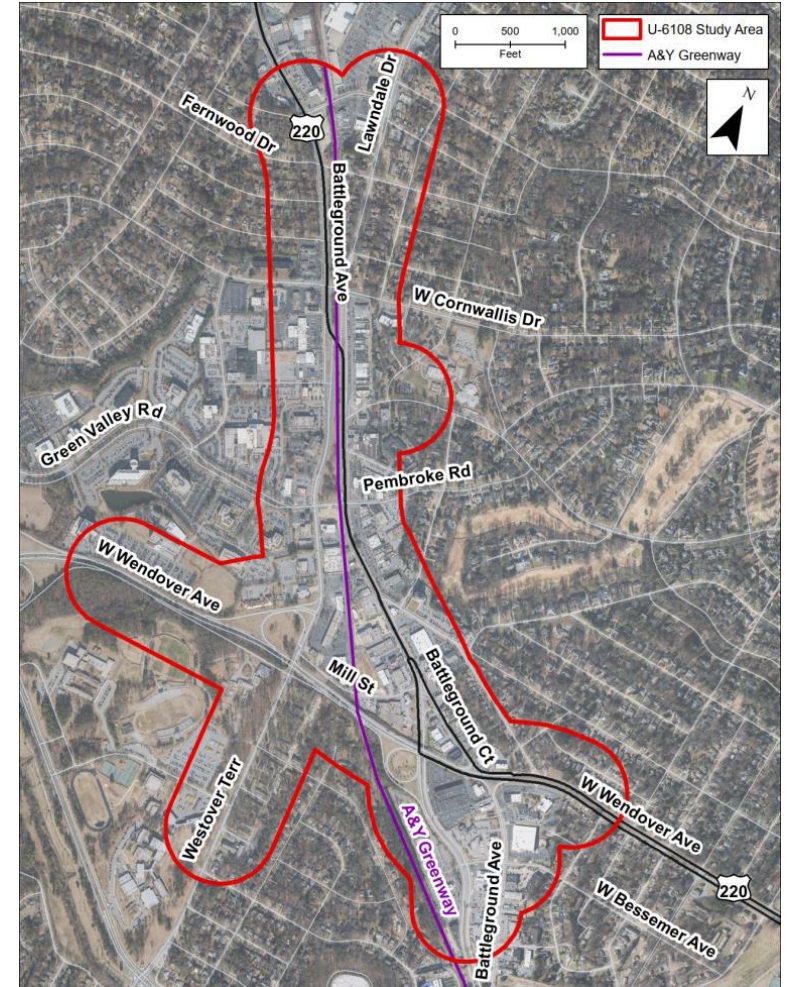 0 500 1,000
Feet
U-6108 Study Area
A&Y Greenway
N
Fernwood Dr
220
Lawndale Dr
Battleground Ave
W Cornwallis Dr
Green Valley Rd
Pembroke Rd
W Wendover Ave
Mill St
Battleground Ct
Westover Terr
A&Y Greenway
W Wendover Ave
Battleground Ave
W Bessemer Ave
220